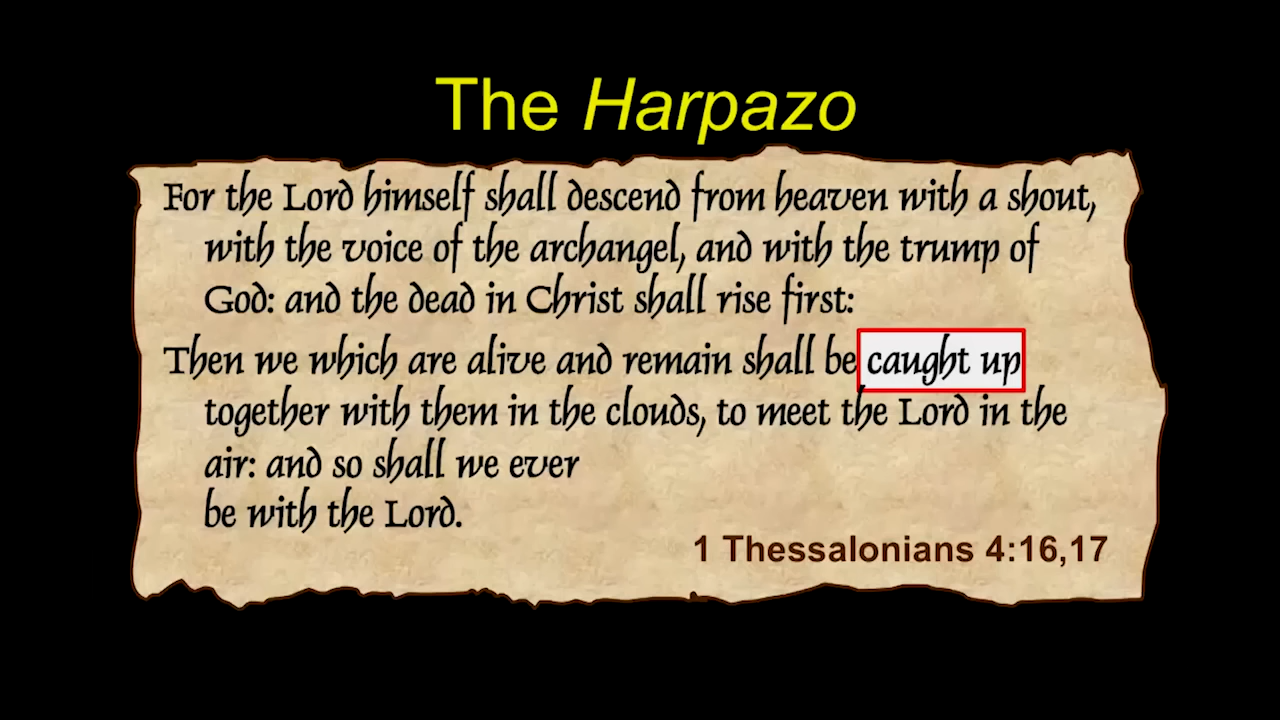 The Harpazo
For the Lord himself shall descend from heaven with a shout,
with the voice of the archangel, and with the trump of
God: and the dead in Christ shall rise first:
Then we which are alive and remain shall be caught up
together with them in the clouds, to meet the Lord in the
air: and so shall we ever
be with the Lord.
1 Thessalonians 4:16,17